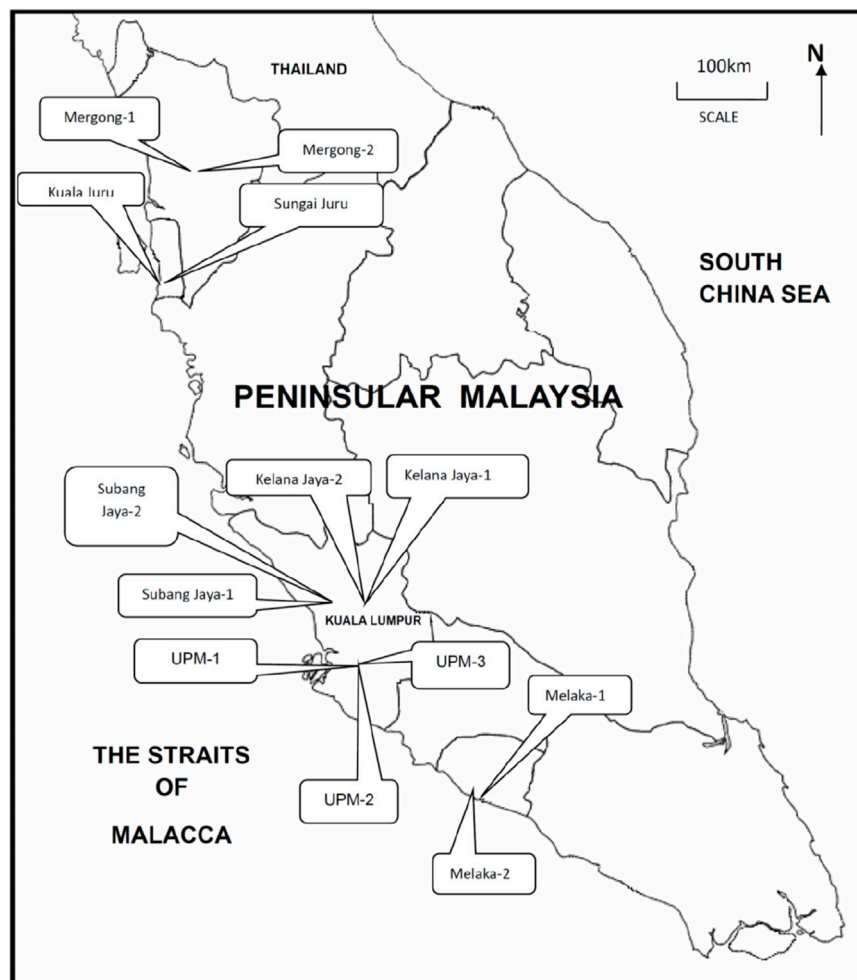 THAILAND
100km
SCALE
N
Mergong-1
Mergong-2
Kuala Juru
Sungai Juru
SOUTH
CHINA SEA
PENINSULAR MALAYSIA
Subang
Jaya-2
Kelana Jaya-2
Kelana Jaya-1
Subang Jaya-1
KUALA LUMPUR
UPM-1
UPM-3
Melaka-1
THE STRAITS
OF
MALACCA
UPM-2
Melaka-2